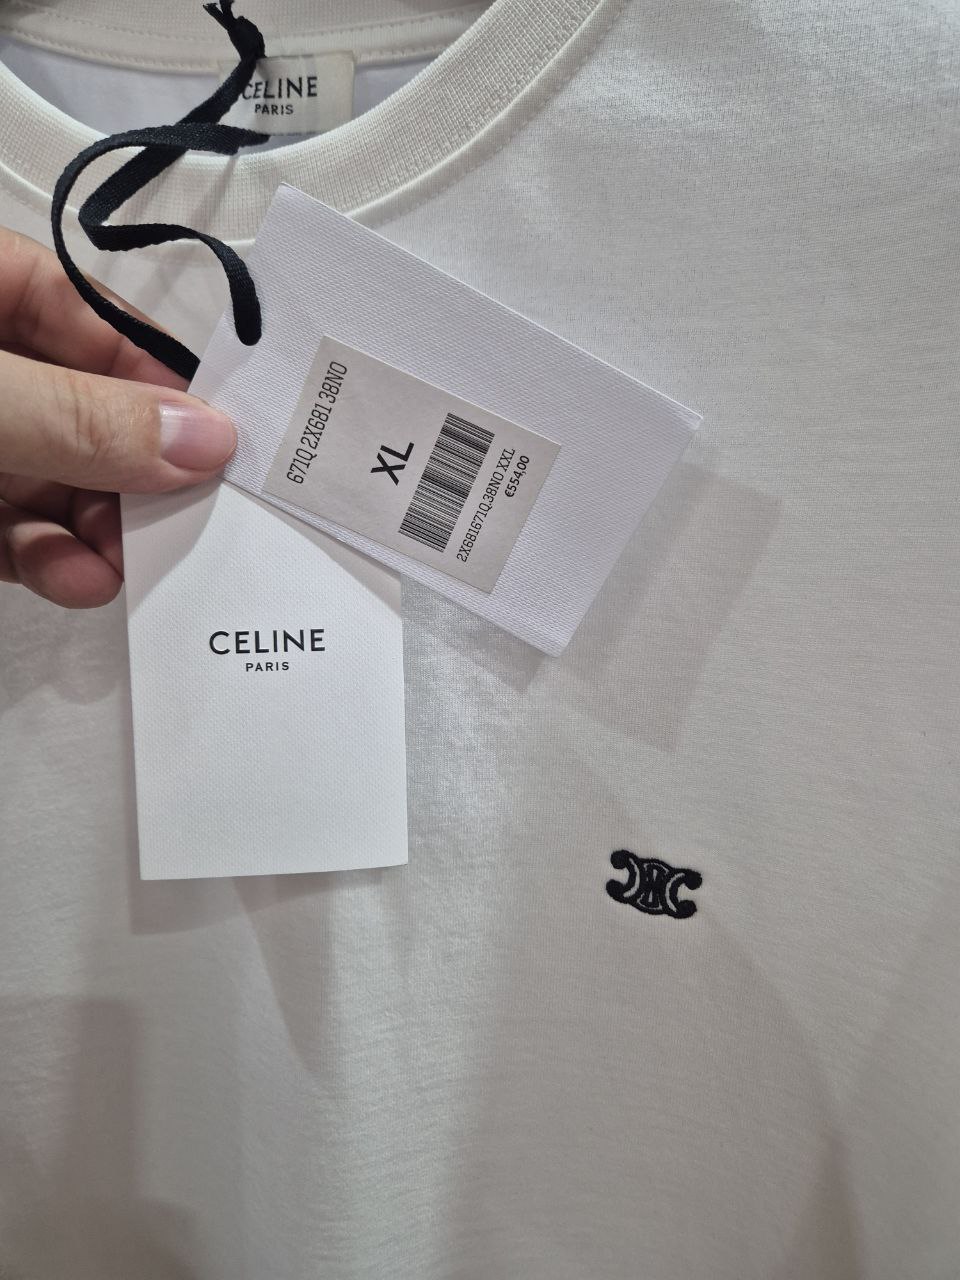 CELINE
PARIS
671Q 2X681 38NO
XL
2X681671Q.38NO XXL
€554,00
CELINE
PARIS